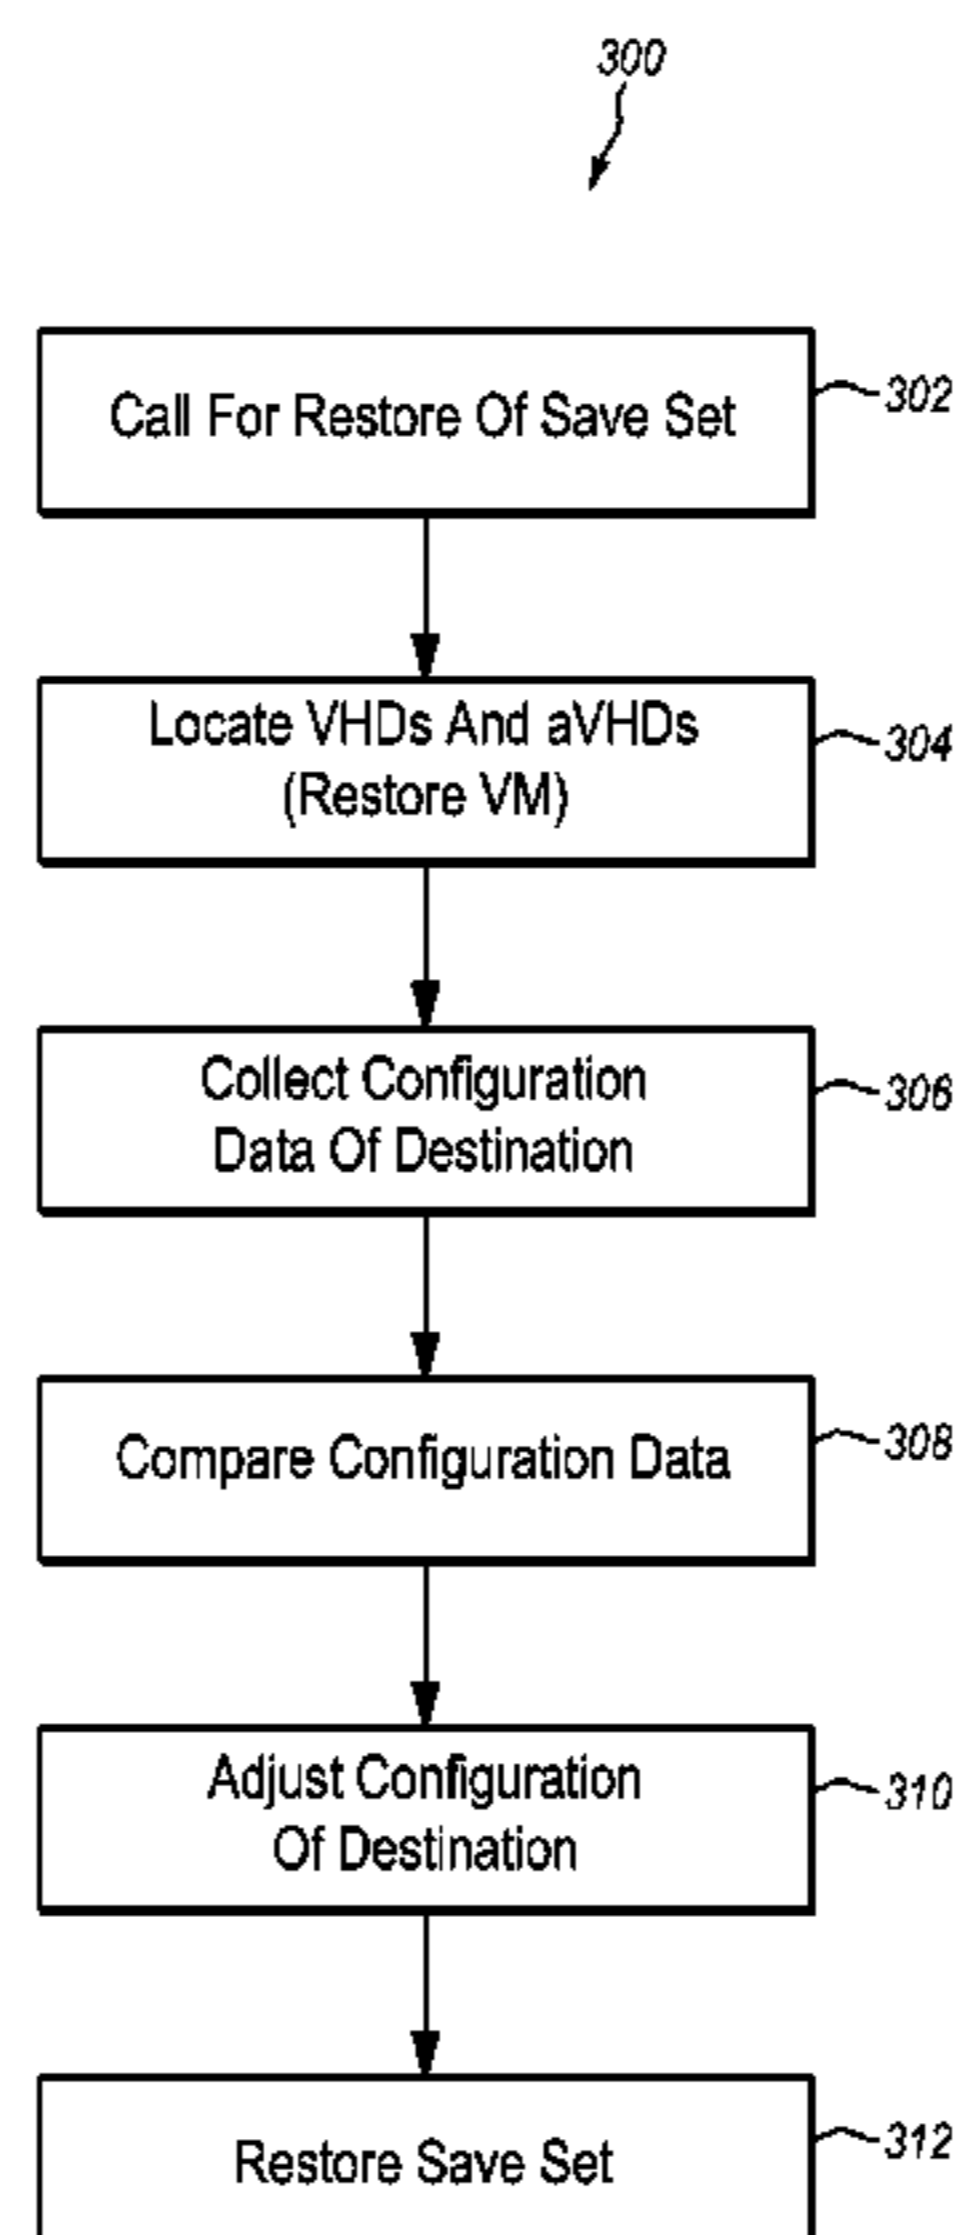 300
Call For Restore Of Save Set
302
Locate VHDs And aVHDs
(Restore VM)
304
Collect Configuration
Data Of Destination
306
Compare Configuration Data
308
Adjust Configuration
Of Destination
310
Restore Save Set
312